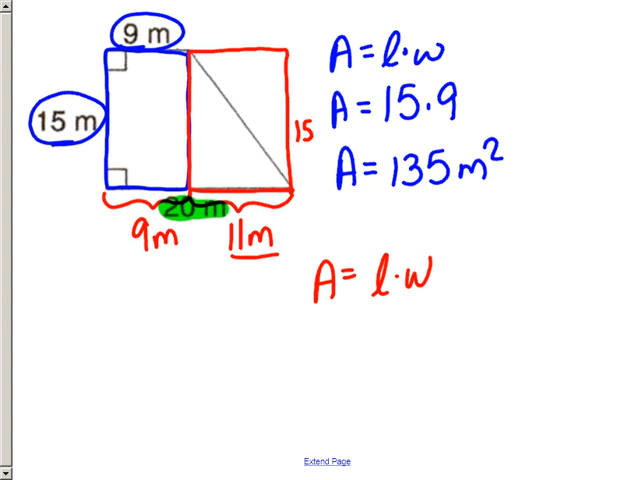 9 m
A = l · w
15 m
A = 15 · 9
15
A = 135 m²
20 m
9m
11m
A = l · w
Extend Page